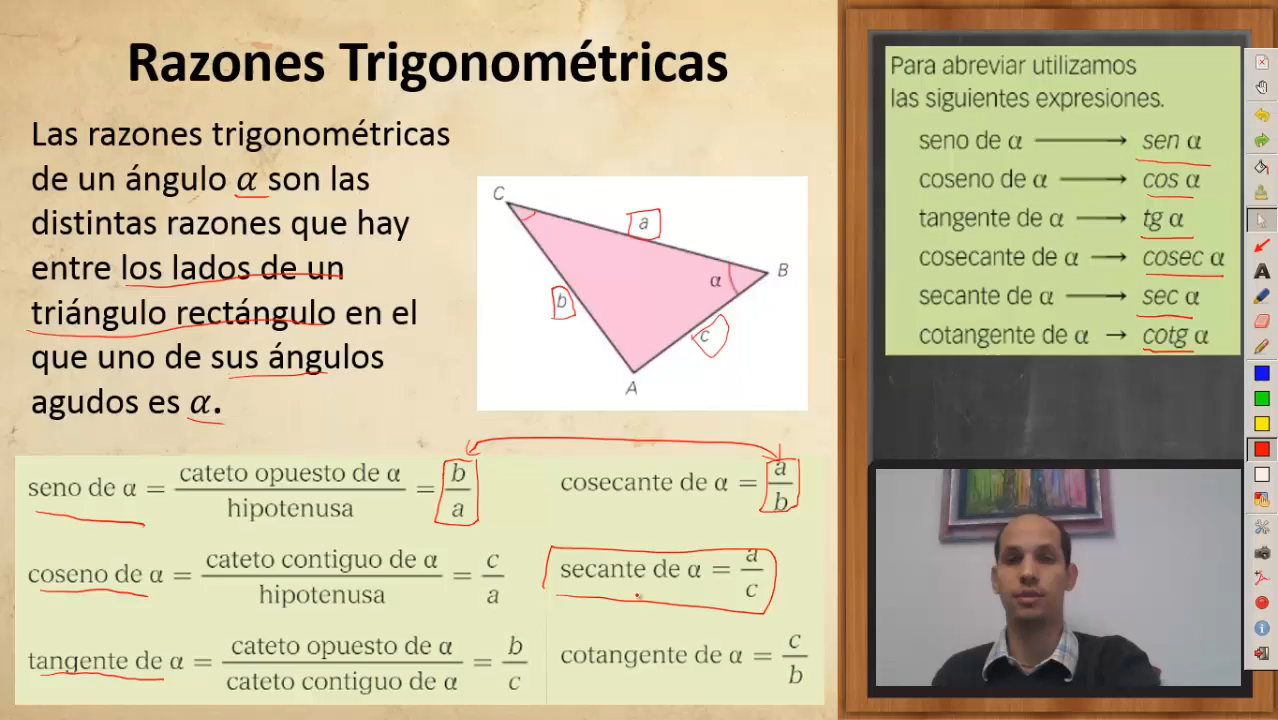 Razones Trigonométricas
Las razones trigonométricas
de un ángulo α son las
distintas razones que hay
entre los lados de un
triángulo rectángulo en el
que uno de sus ángulos
agudos es α.
C
a
B
α
b
c
A
seno de α = cateto opuesto de α / hipotenusa = b / a
cosecante de α = a / b
coseno de α = cateto contiguo de α / hipotenusa = c / a
secante de α = a / c
tangente de α = cateto opuesto de α / cateto contiguo de α = b / c
cotangente de α = c / b
Para abreviar utilizamos
las siguientes expresiones.
seno de α → sen α
coseno de α → cos α
tangente de α → tg α
cosecante de α → cosec α
secante de α → sec α
cotangente de α → cotg α